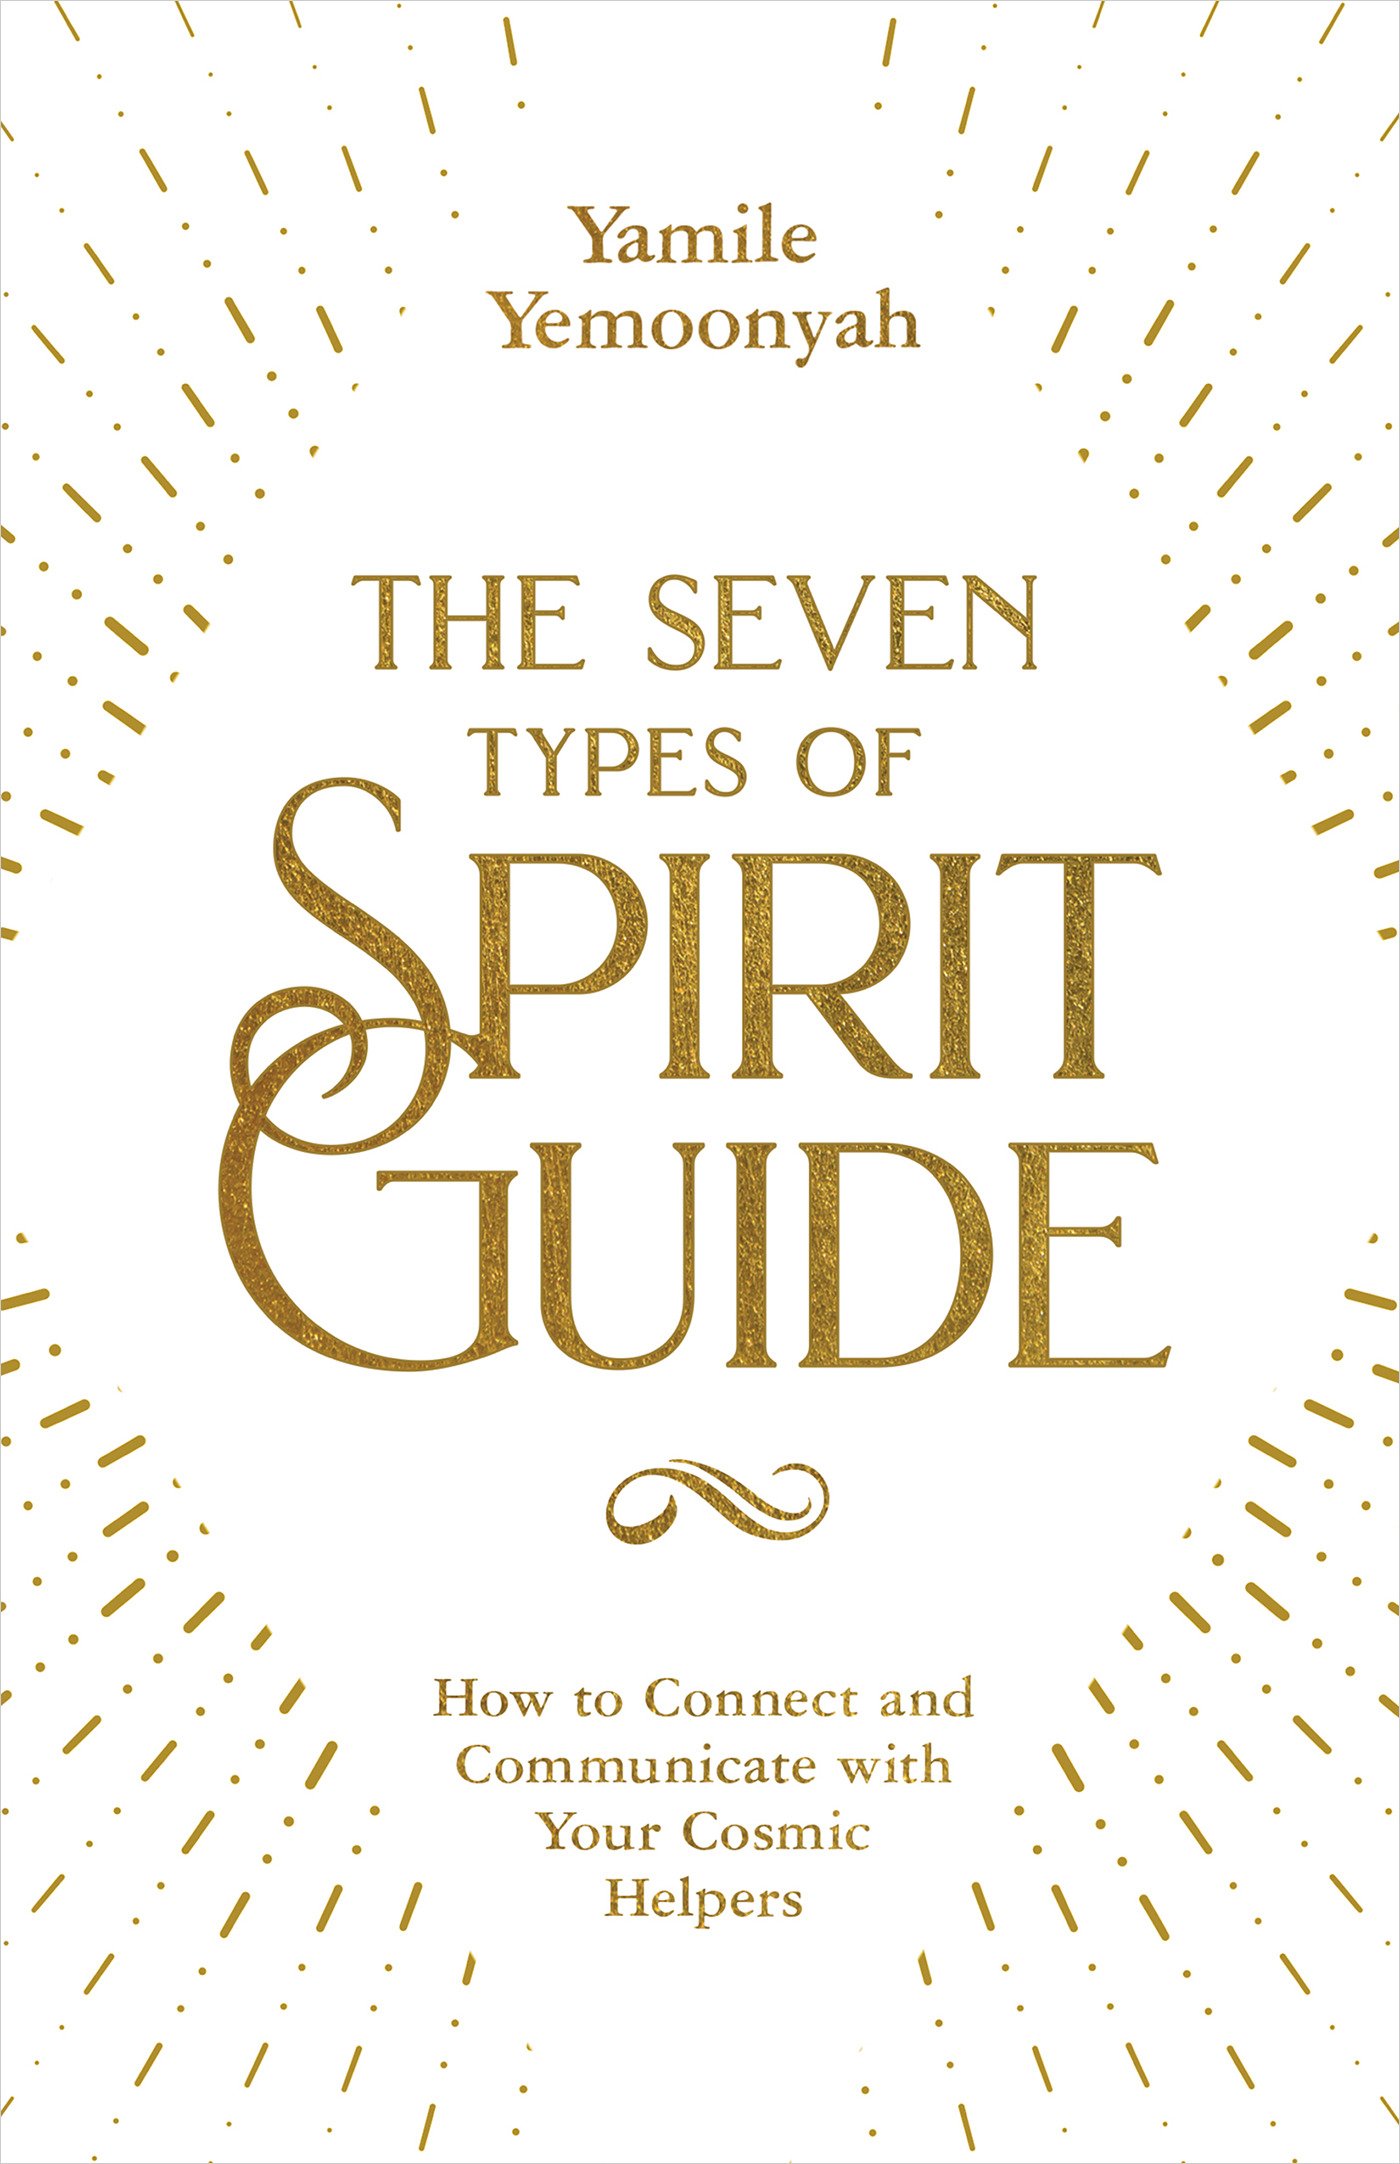 Yamile
Yemoonyah
THE SEVEN
TYPES OF
SPIRIT
GUIDE
How to Connect and
Communicate with
Your Cosmic
Helpers